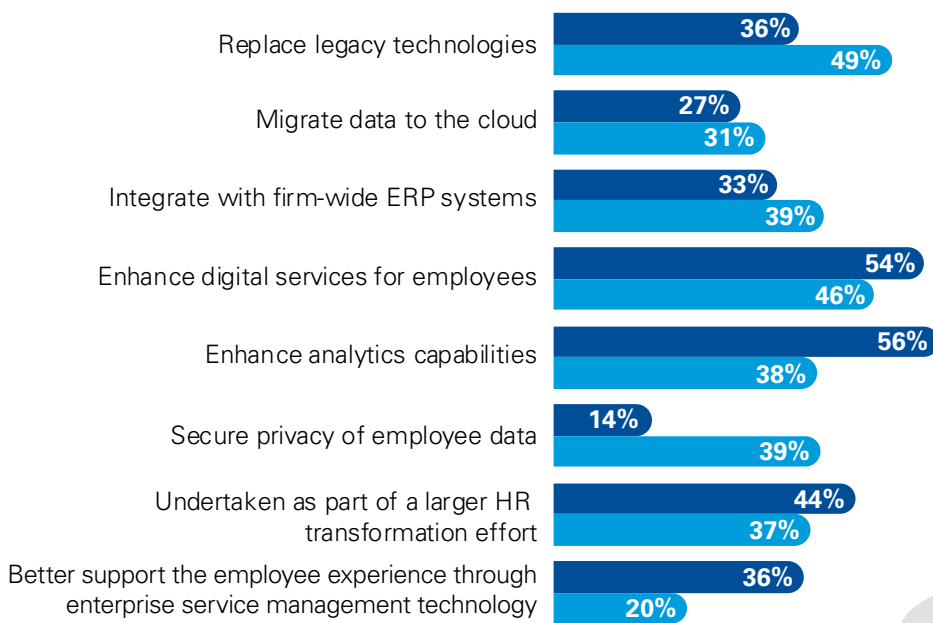 Replace legacy technologies
36%
49%
Migrate data to the cloud
27%
31%
Integrate with firm-wide ERP systems
33%
39%
Enhance digital services for employees
54%
46%
Enhance analytics capabilities
56%
38%
Secure privacy of employee data
14%
39%
Undertaken as part of a larger HR
transformation effort
44%
37%
Better support the employee experience through
enterprise service management technology
36%
20%